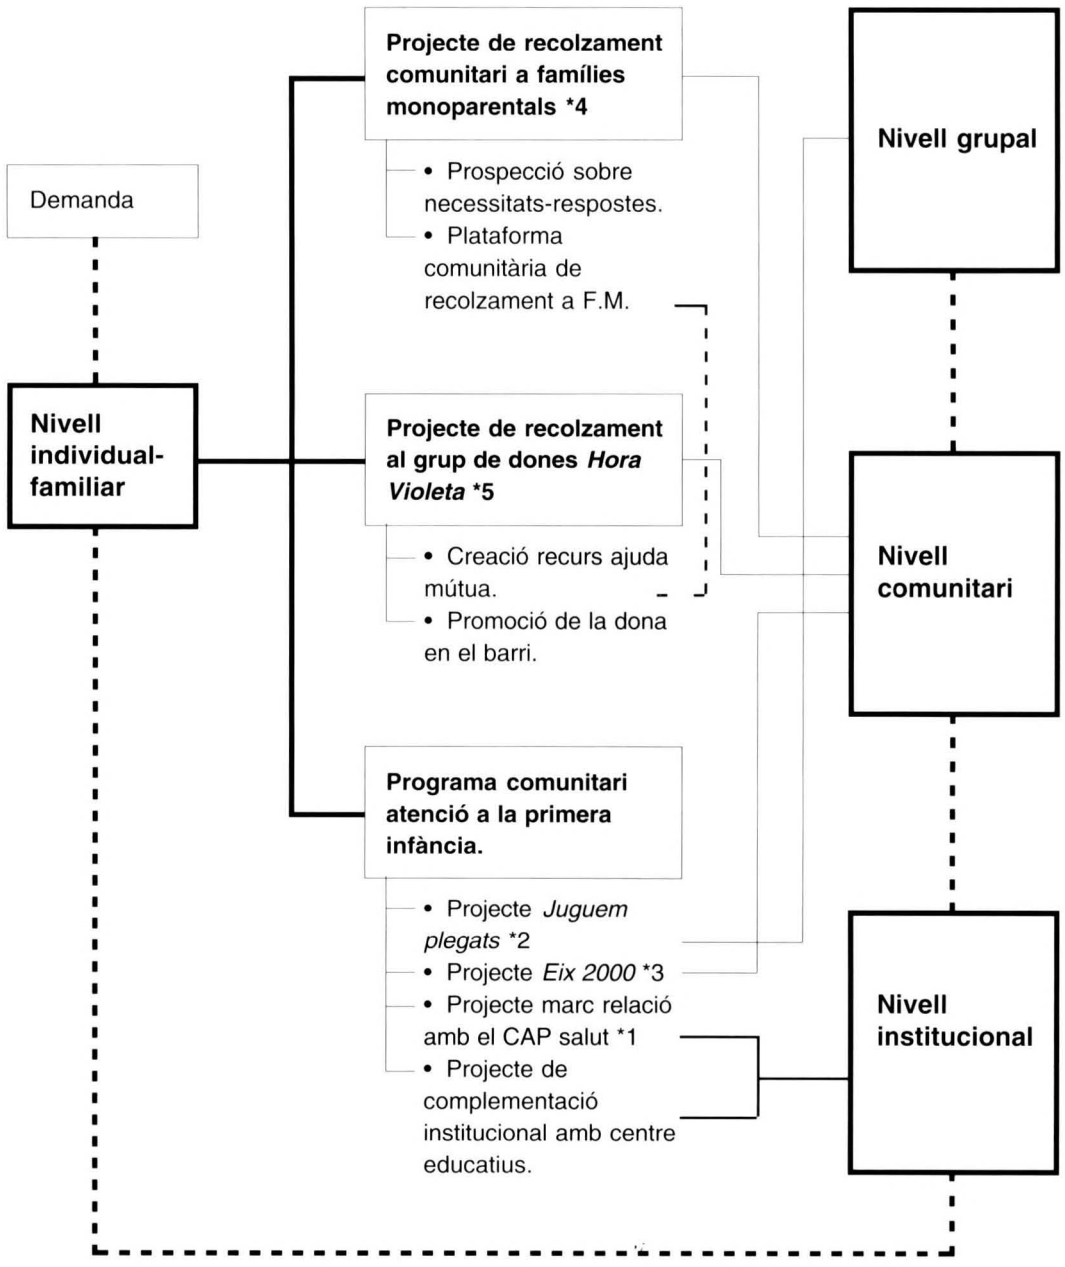 Projecte de recolzament
comunitari a famílies
monoparentals *4
• Prospecció sobre
necessitats-respostes.
• Plataforma
comunitària de
recolzament a F.M.
Demanda
Nivell
individual-
familiar
Projecte de recolzament
al grup de dones Hora
Violeta *5
• Creació recurs ajuda
mútua.
• Promoció de la dona
en el barri.
Programa comunitari
atenció a la primera
infància.
• Projecte Juguem
plegats *2
• Projecte Eix 2000 *3
• Projecte marc relació
amb el CAP salut *1
• Projecte de
complementació
institucional amb centre
educatius.
Nivell grupal
Nivell
comunitari
Nivell
institucional